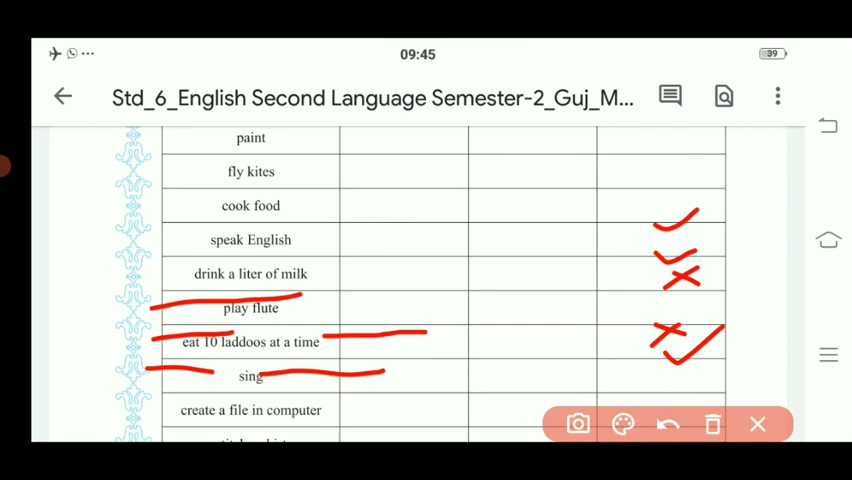 09:45
39
Std_6_English Second Language Semester-2_Guj_M...
paint
fly kites
cook food
speak English
drink a liter of milk
play flute
eat 10 laddoos at a time
sing
create a file in computer